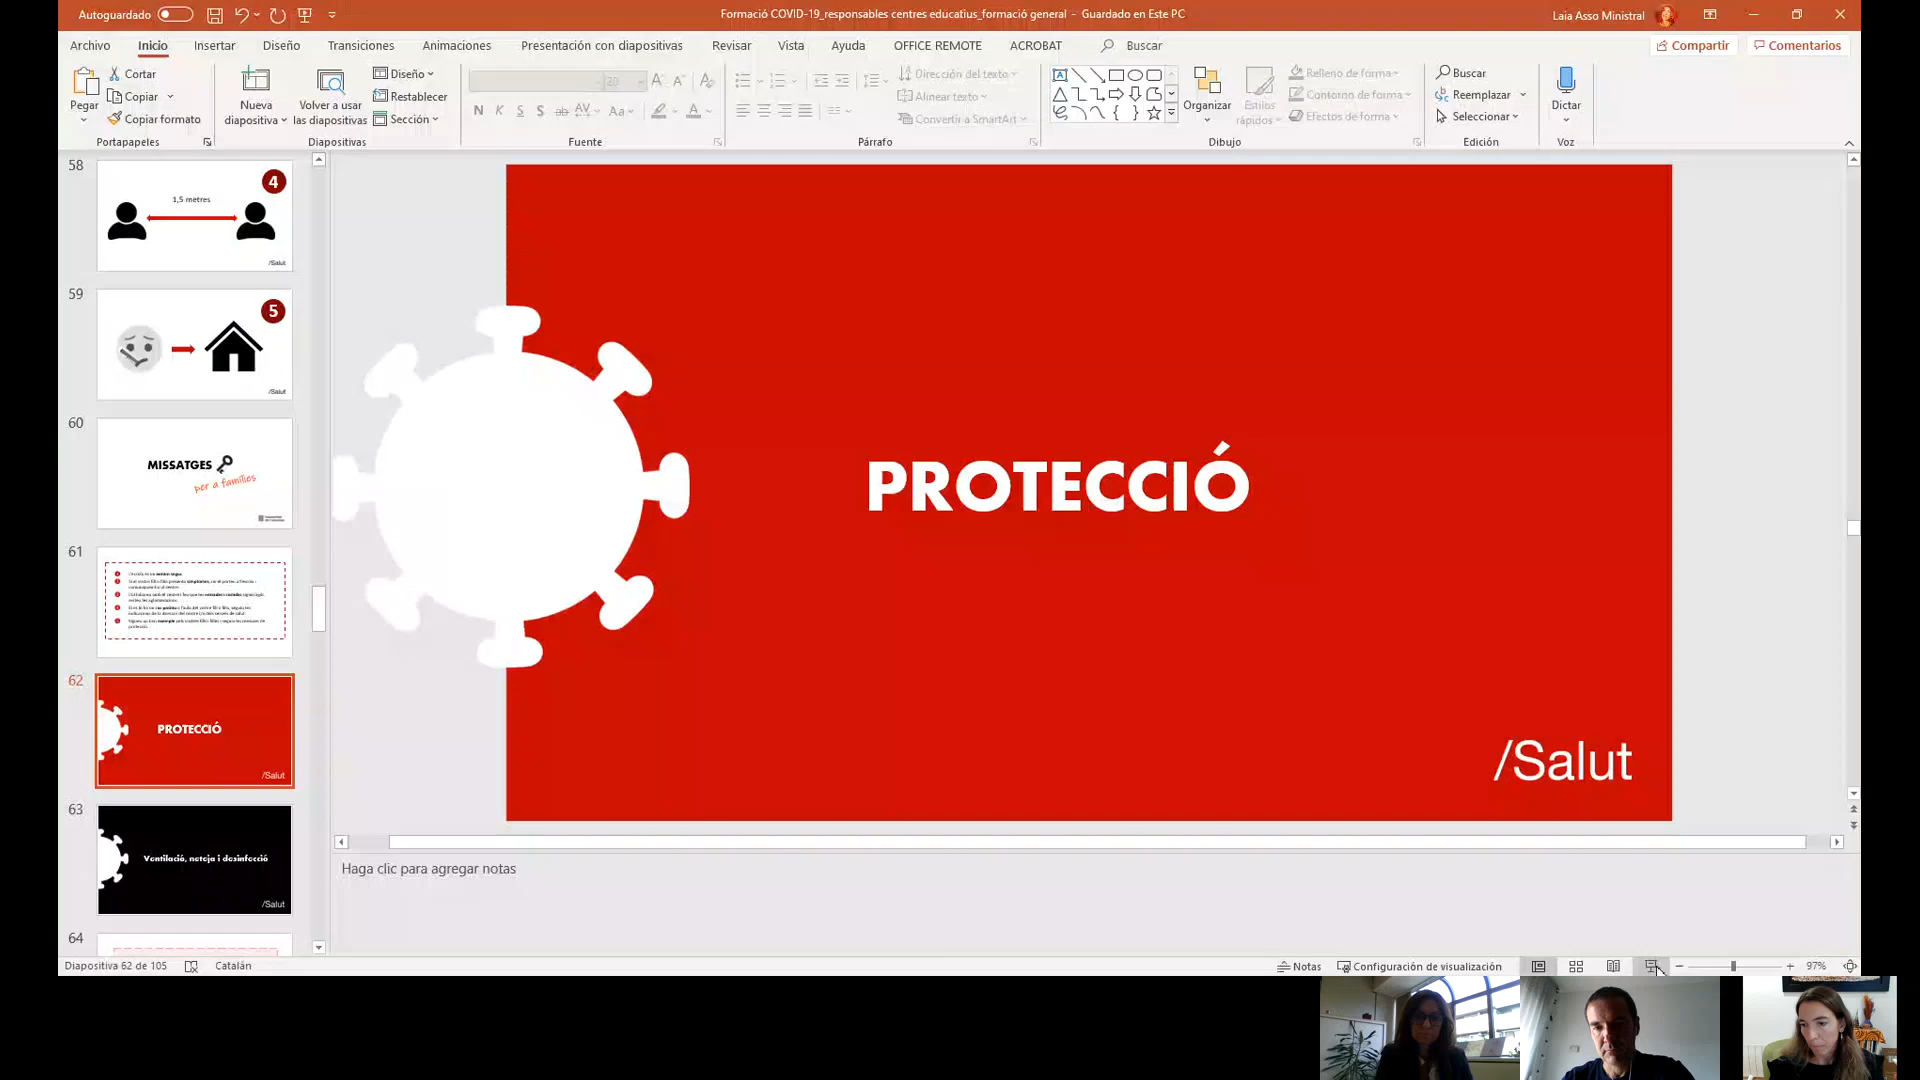 Autoguardado
Formació COVID-19_responsables centres educatius_formació general - Guardado en Este PC
Laia Asso Ministral
Archivo Inicio Insertar Diseño Transiciones Animaciones Presentación con diapositivas Revisar Vista Ayuda OFFICE REMOTE ACROBAT Buscar
Compartir Comentarios
Pegar
Cortar
Copiar
Copiar formato
Portapapeles
Nueva
diapositiva
Volver a usar
las diapositivas
Diseño
Restablecer
Sección
Diapositivas
20
N K S S ab AV Aa A
Fuente
Dirección del texto
Alinear texto
Convertir a SmartArt
Párrafo
Organizar
Estilos
rápidos
Relleno de forma
Contorno de forma
Efectos de forma
Dibujo
Buscar
Reemplazar
Seleccionar
Edición
Dictar
Voz
58
4
1,5 metres
/Salut
59
5
/Salut
60
MISSATGES
per a famílies
61
62
PROTECCIÓ
/Salut
63
Ventilació, neteja i desinfecció
/Salut
64
PROTECCIÓ
/Salut
Haga clic para agregar notas
Diapositiva 62 de 105
Catalán
Notas
Configuración de visualización
97%